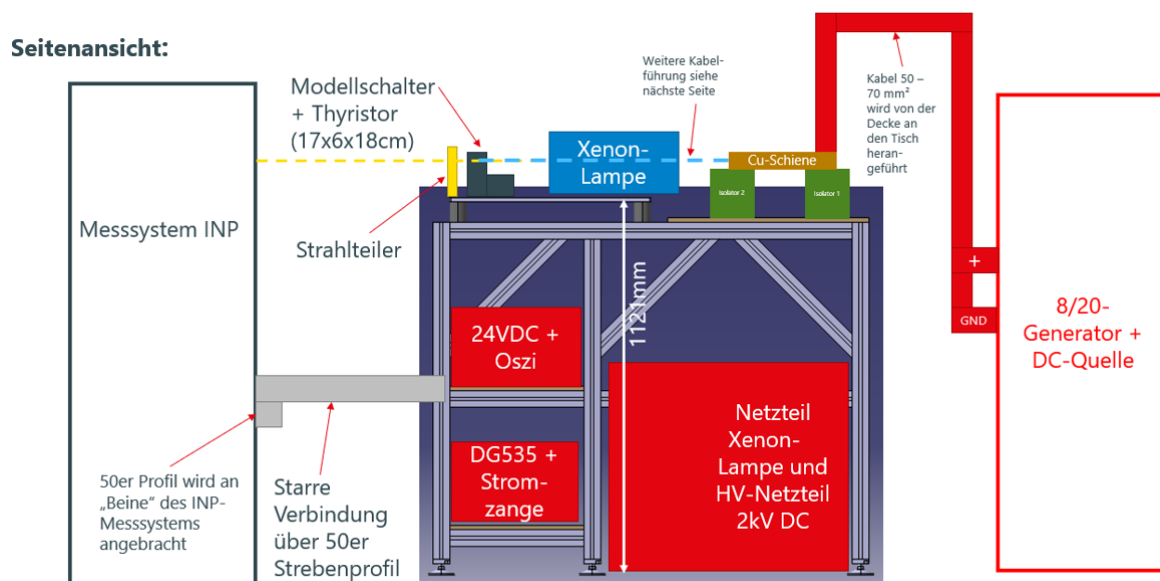 Seitenansicht:
Modellschalter
+ Thyristor
(17x6x18cm)
Weitere Kabel-
führung siehe
nächste Seite
Kabel 50 –
70 mm²
wird von der
Decke an
den Tisch
heran-
geführt
Xenon-
Lampe
Cu-Schiene
Isolator 2
Isolator 1
Messsystem INP
Strahlteiler
+
GND
8/20-
Generator +
DC-Quelle
1121mm
24VDC +
Oszi
Netzteil
Xenon-
Lampe und
HV-Netzteil
2kV DC
DG535 +
Strom-
zange
50er Profil wird an
„Beine“ des INP-
Messsystems
angebracht
Starre
Verbindung
über 50er
Strebenprofil